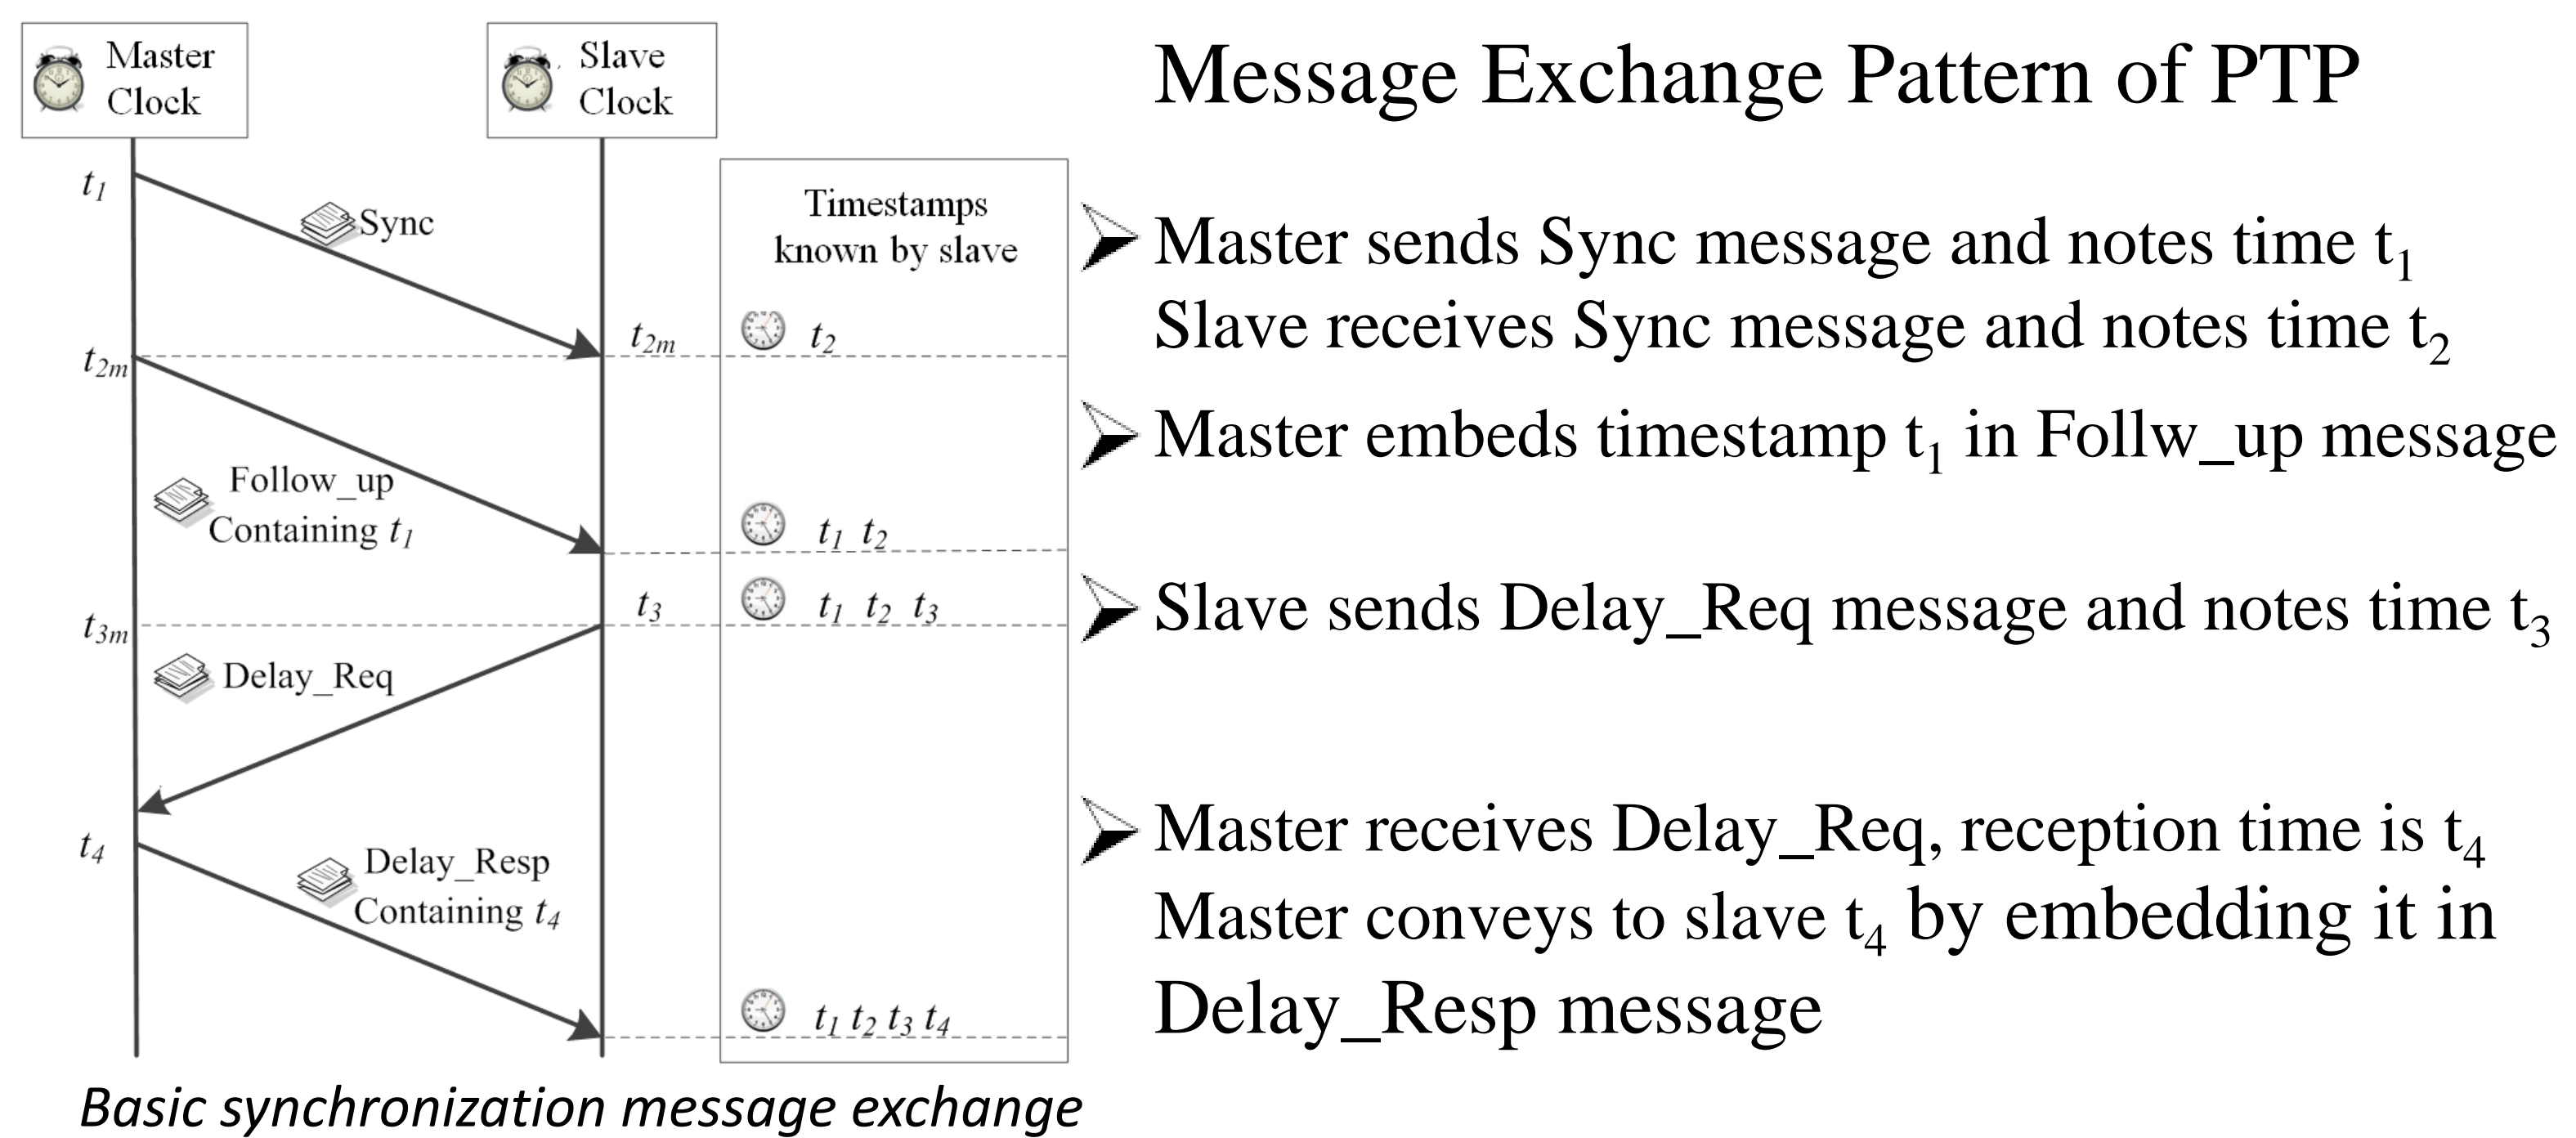 Master
Clock
Slave
Clock
Message Exchange Pattern of PTP
t1
Sync
Timestamps
known by slave
t2m
t2
t2m
Follow_up
Containing t1
t1 t2
t3
t1 t2 t3
t3m
Delay_Req
t4
Delay_Resp
Containing t4
t1 t2 t3 t4
Master sends Sync message and notes time t1
Slave receives Sync message and notes time t2
Master embeds timestamp t1 in Follw_up message
Slave sends Delay_Req message and notes time t3
Master receives Delay_Req, reception time is t4
Master conveys to slave t4 by embedding it in
Delay_Resp message
Basic synchronization message exchange